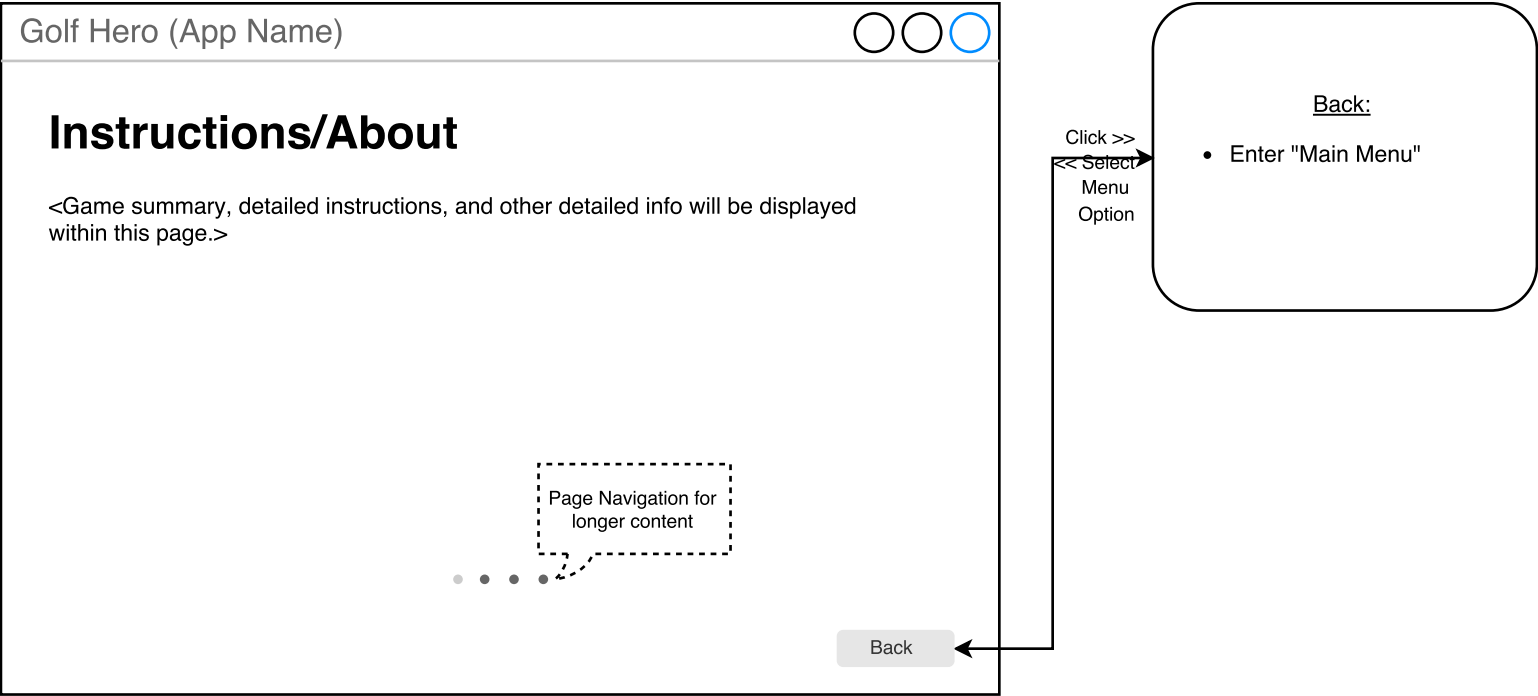 Golf Hero (App Name)
Instructions/About
<Game summary, detailed instructions, and other detailed info will be displayed
within this page.>
Page Navigation for
longer content
Back
Click >>
<< Select
Menu
Option
Back:
Enter "Main Menu"